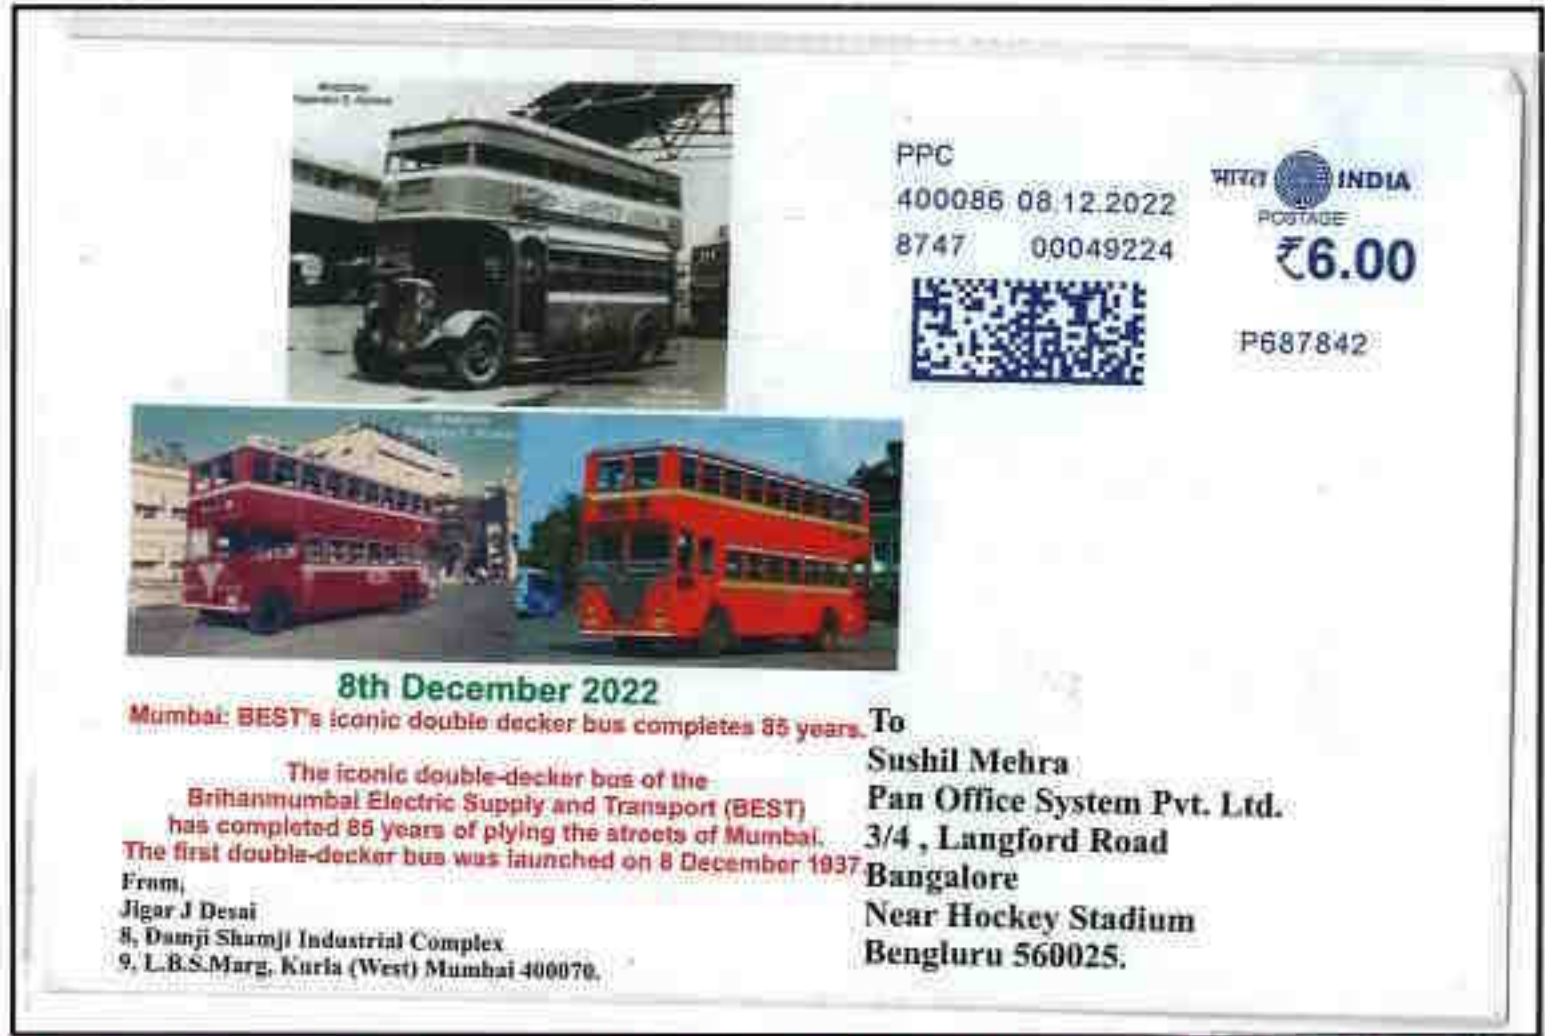 PPC
400086 08.12.2022
8747 00049224
भारत INDIA
POSTAGE
₹6.00
P687842
8th December 2022
Mumbai: BEST's iconic double decker bus completes 85 years.
The iconic double-decker bus of the
Brihanmumbai Electric Supply and Transport (BEST)
has completed 85 years of plying the streets of Mumbai.
The first double-decker bus was launched on 8 December 1937.
From,
Jigar J Desai
8, Damji Shamji Industrial Complex
9, L.B.S.Marg, Kurla (West) Mumbai 400070.
To
Sushil Mehra
Pan Office System Pvt. Ltd.
3/4 , Langford Road
Bangalore
Near Hockey Stadium
Bengluru 560025.